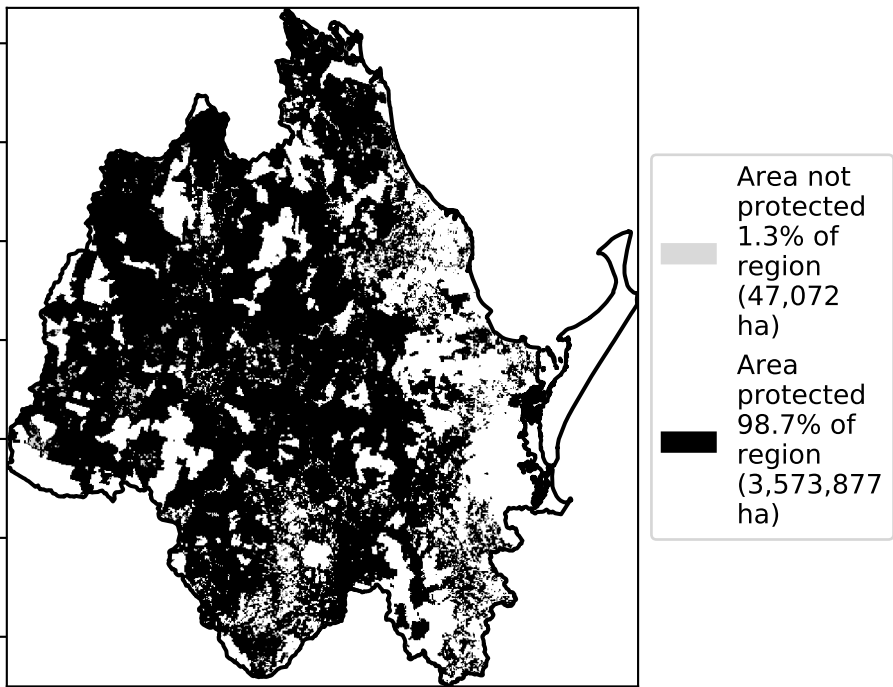 Area not
protected
1.3% of
region
(47,072
ha)
Area
protected
98.7% of
region
(3,573,877
ha)